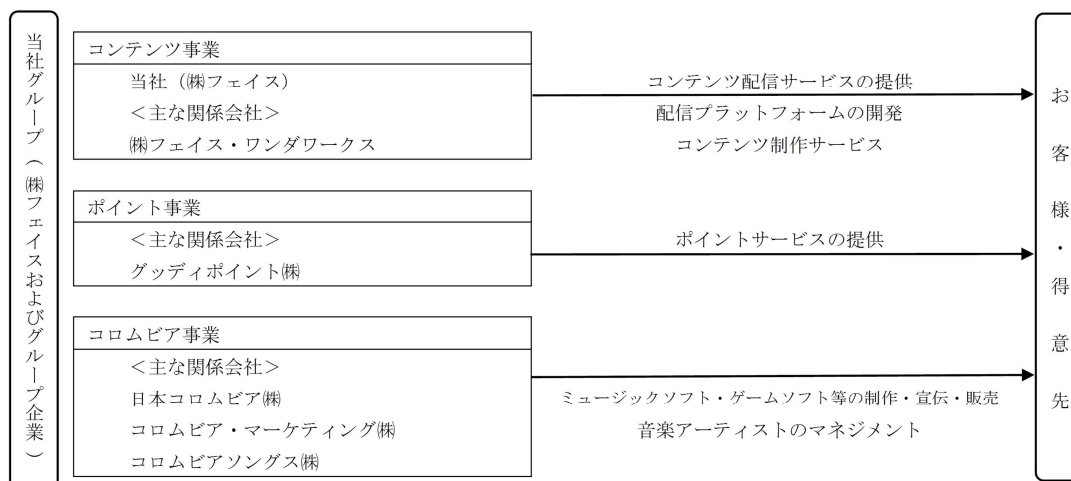 当社グループ（㈱フェイスおよびグループ企業）
コンテンツ事業
当社（㈱フェイス）
＜主な関係会社＞
㈱フェイス・ワンダワークス
コンテンツ配信サービスの提供
配信プラットフォームの開発
コンテンツ制作サービス
ポイント事業
＜主な関係会社＞
グッディポイント㈱
ポイントサービスの提供
コロムビア事業
＜主な関係会社＞
日本コロムビア㈱
コロムビア・マーケティング㈱
コロムビアソングス㈱
ミュージックソフト・ゲームソフト等の制作・宣伝・販売
音楽アーティストのマネジメント
お客様・得意先